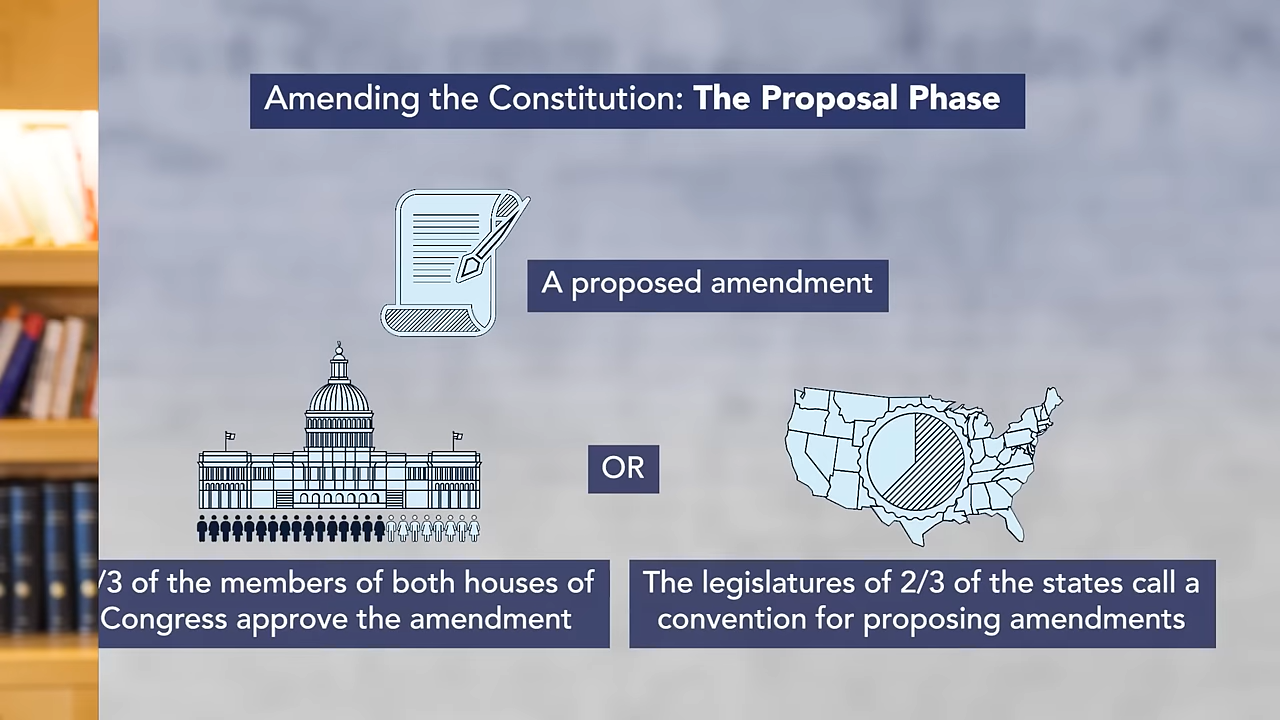 Amending the Constitution: The Proposal Phase
A proposed amendment
OR
/3 of the members of both houses of
Congress approve the amendment
The legislatures of 2/3 of the states call a
convention for proposing amendments